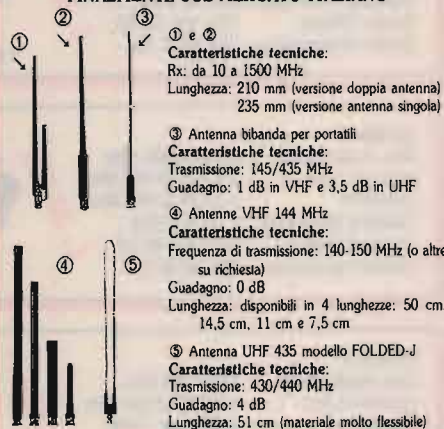 ① ② ③
④ ⑤
① e ②
Caratteristiche tecniche:
Rx: da 10 a 1500 MHz
Lunghezza: 210 mm (versione doppia antenna)
235 mm (versione antenna singola)
③ Antenna bibanda per portatili
Caratteristiche tecniche:
Trasmissione: 145/435 MHz
Guadagno: 1 dB in VHF e 3,5 dB in UHF
④ Antenne VHF 144 MHz
Caratteristiche tecniche:
Frequenza di trasmissione: 140-150 MHz (o altre
su richiesta)
Guadagno: 0 dB
Lunghezza: disponibili in 4 lunghezze: 50 cm
14,5 cm, 11 cm e 7,5 cm
⑤ Antenna UHF 435 modello FOLDED-J
Caratteristiche tecniche:
Trasmissione: 430/440 MHz
Guadagno: 4 dB
Lunghezza: 51 cm (materiale molto flessibile)